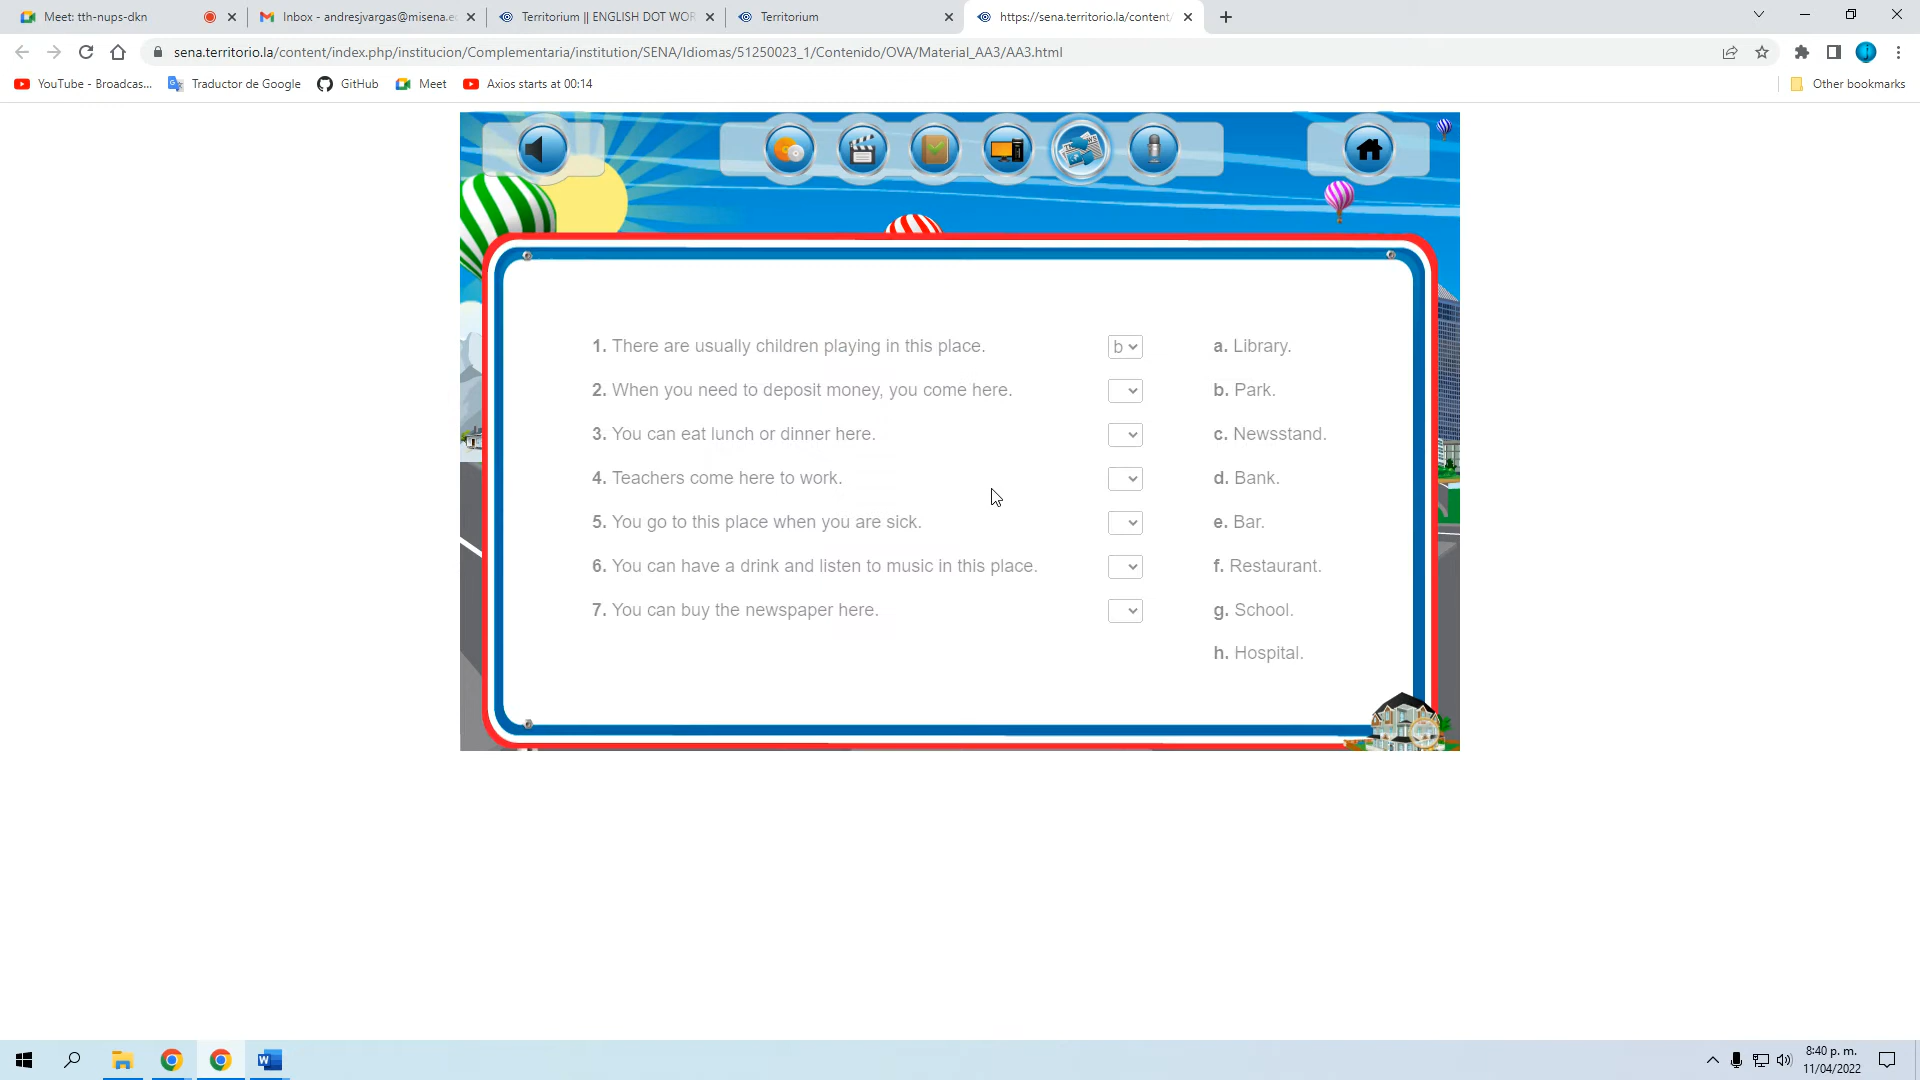 Meet: tth-nups-dkn
Inbox - andresjvargas@misena.e
Territorium || ENGLISH DOT WOR
Territorium
https://sena.territorio.la/content/
sena.territorio.la/content/index.php/institucion/Complementaria/institution/SENA/Idiomas/51250023_1/Contenido/OVA/Material_AA3/AA3.html
YouTube - Broadcas...
Traductor de Google
GitHub
Meet
Axios starts at 00:14
Other bookmarks
1. There are usually children playing in this place. b a. Library.
2. When you need to deposit money, you come here. b. Park.
3. You can eat lunch or dinner here. c. Newsstand.
4. Teachers come here to work. d. Bank.
5. You go to this place when you are sick. e. Bar.
6. You can have a drink and listen to music in this place. f. Restaurant.
7. You can buy the newspaper here. g. School.
h. Hospital.
8:40 p. m.
11/04/2022